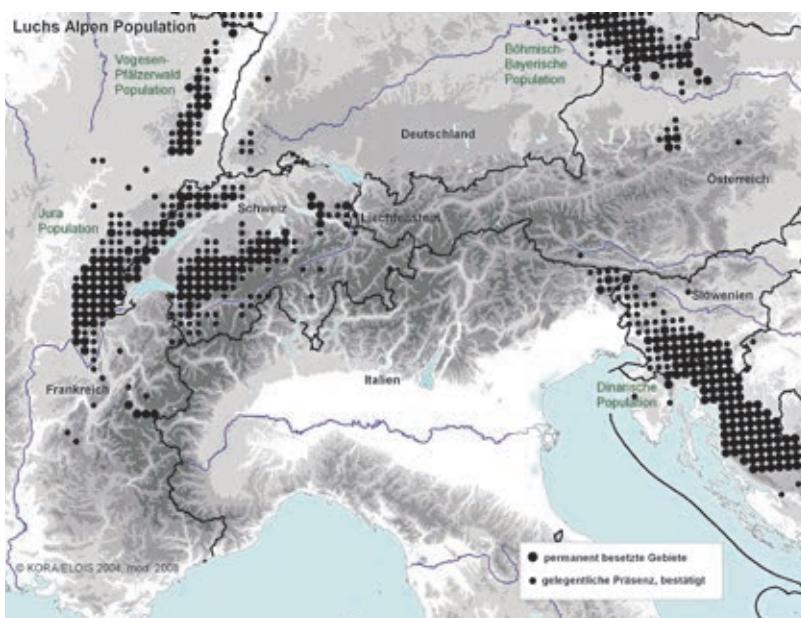 Luchs Alpen Population
Vogesen-
Pfälzerwald
Population
Böhmisch-
Bayerische
Population
Deutschland
Österreich
Jura
Population
Schweiz
Liechtenstein
Slowenien
Frankreich
Italien
Dinarische
Population
permanent besetzte Gebiete
gelegentliche Präsenz, bestätigt
© KORA/ELOIS 2004, mod. 2008